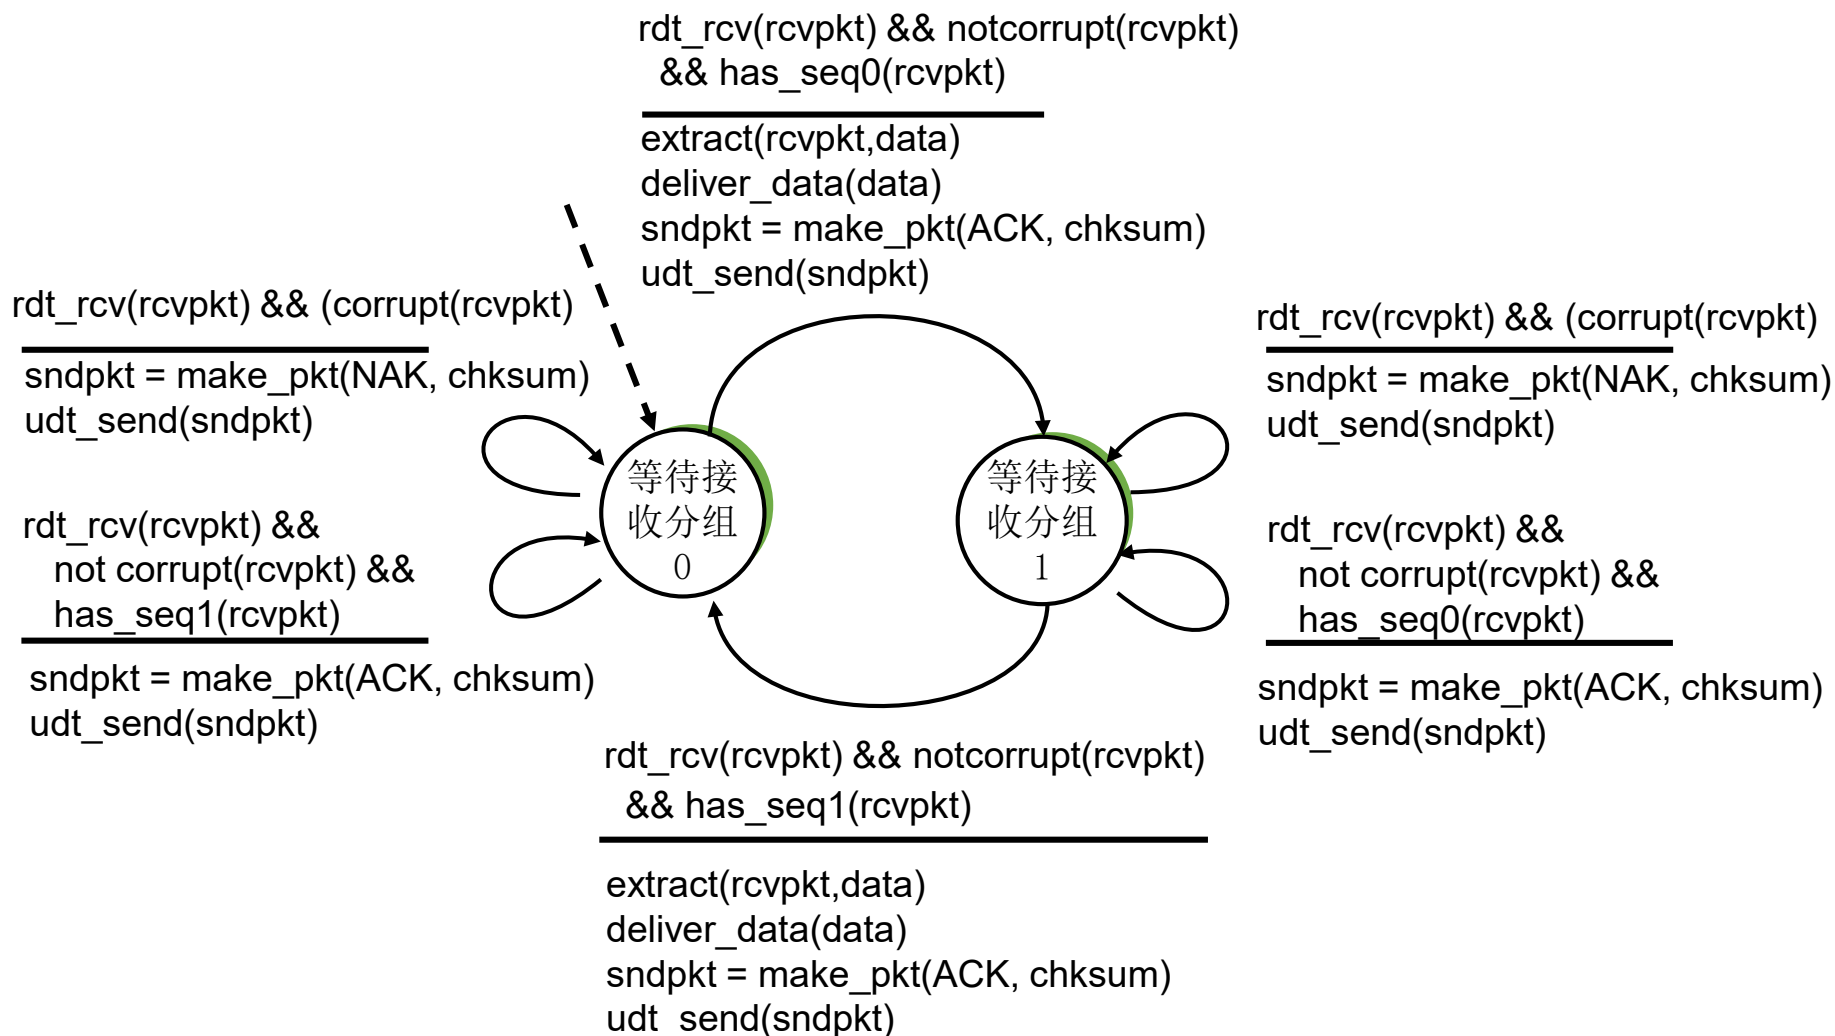 rdt_rcv(rcvpkt) && notcorrupt(rcvpkt)
&& has_seq0(rcvpkt)
extract(rcvpkt,data)
deliver_data(data)
sndpkt = make_pkt(ACK, chksum)
udt_send(sndpkt)
rdt_rcv(rcvpkt) && (corrupt(rcvpkt)
sndpkt = make_pkt(NAK, chksum)
udt_send(sndpkt)
rdt_rcv(rcvpkt) &&
not corrupt(rcvpkt) &&
has_seq1(rcvpkt)
sndpkt = make_pkt(ACK, chksum)
udt_send(sndpkt)
等待接
收分组
0
等待接
收分组
1
rdt_rcv(rcvpkt) && (corrupt(rcvpkt)
sndpkt = make_pkt(NAK, chksum)
udt_send(sndpkt)
rdt_rcv(rcvpkt) &&
not corrupt(rcvpkt) &&
has_seq0(rcvpkt)
sndpkt = make_pkt(ACK, chksum)
udt_send(sndpkt)
rdt_rcv(rcvpkt) && notcorrupt(rcvpkt)
&& has_seq1(rcvpkt)
extract(rcvpkt,data)
deliver_data(data)
sndpkt = make_pkt(ACK, chksum)
udt_send(sndpkt)